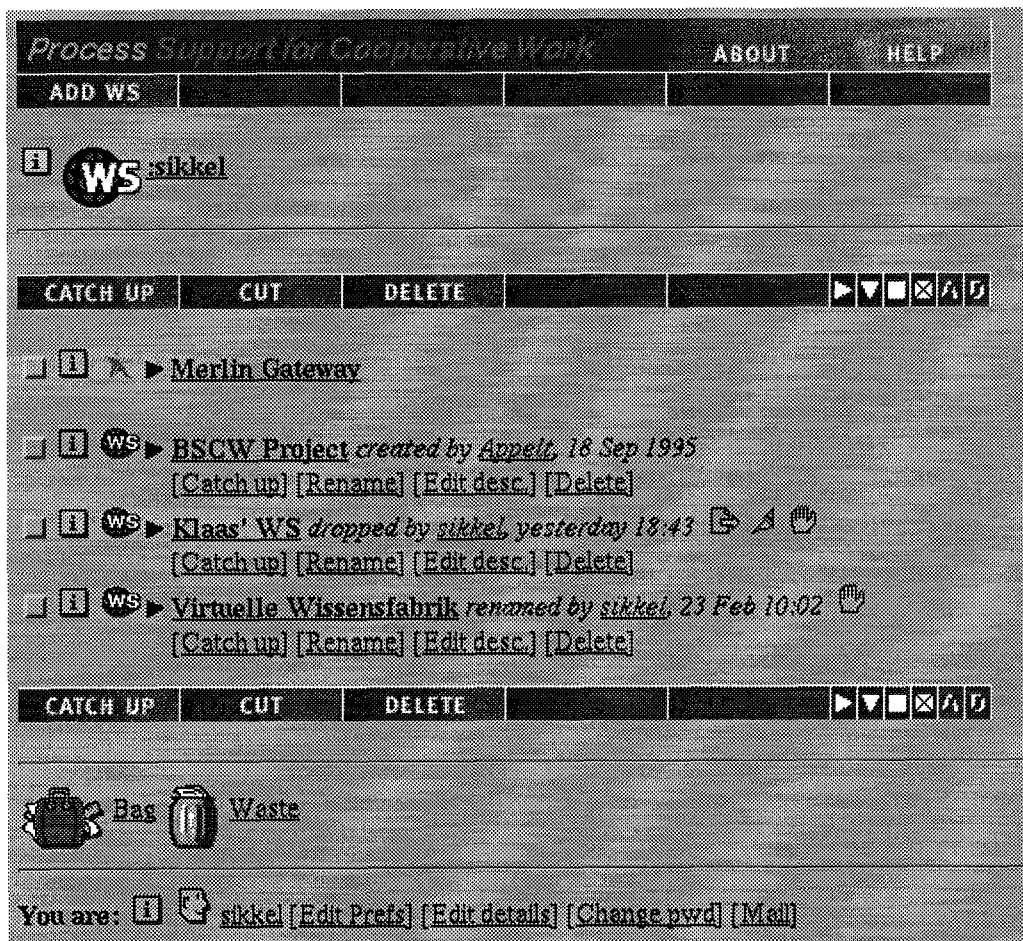 Process Support for Cooperative Work ABOUT HELP
ADD WS
i WS :sikkel
CATCH UP CUT DELETE
i Merlin Gateway
i WS BSCW Project created by Appelt, 18 Sep 1995
[Catch up] [Rename] [Edit desc.] [Delete]
i WS Klaas' WS dropped by sikkel, yesterday 18:43
[Catch up] [Rename] [Edit desc.] [Delete]
i WS Virtuelle Wissensfabrik renamed by sikkel, 23 Feb 10:02
[Catch up] [Rename] [Edit desc.] [Delete]
CATCH UP CUT DELETE
Bag Waste
You are: i sikkel [Edit Prefs] [Edit details] [Change pwd] [Mail]